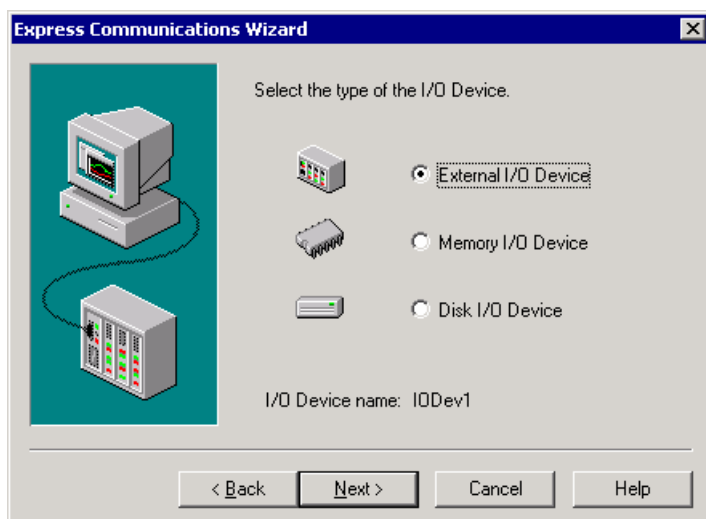 Express Communications Wizard
Select the type of the I/O Device.
External I/O Device
Memory I/O Device
Disk I/O Device
I/O Device name: IODev1
< Back Next > Cancel Help